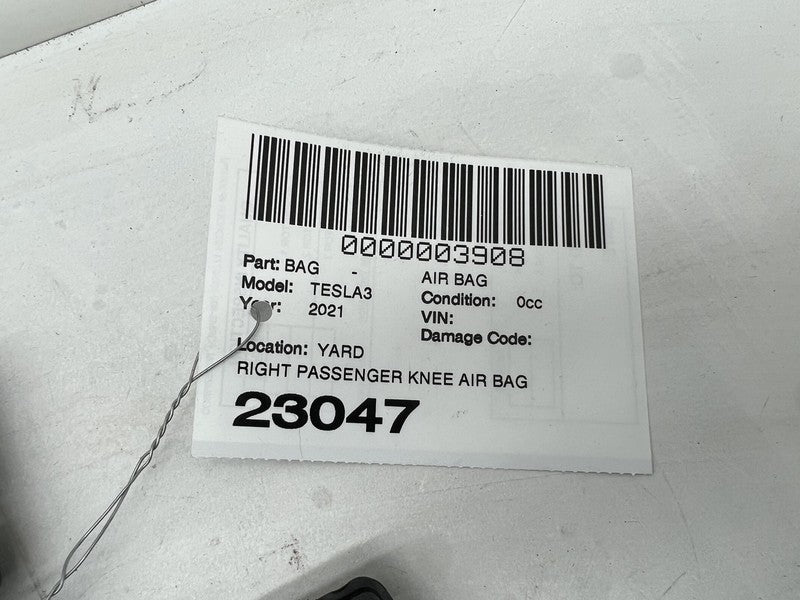 0000003908
Part: BAG - AIR BAG
Model: TESLA3 Condition: 0cc
Year: 2021 VIN:
Damage Code:
Location: YARD
RIGHT PASSENGER KNEE AIR BAG
23047